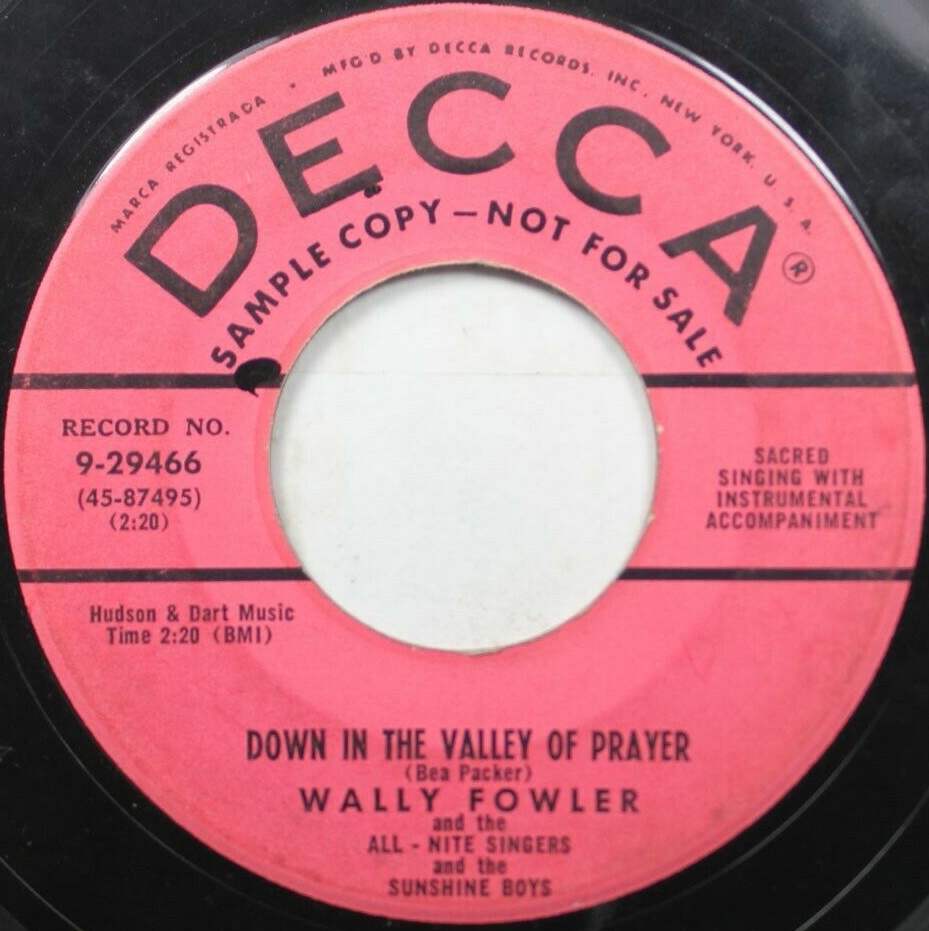 MARCA REGISTRADA • MFG'D BY DECCA RECORDS, INC., NEW YORK, U.S.A.
DECCA®
SAMPLE COPY—NOT FOR SALE
RECORD NO.
9-29466
(45-87495)
(2:20)
SACRED
SINGING WITH
INSTRUMENTAL
ACCOMPANIMENT
Hudson & Dart Music
Time 2:20 (BMI)
DOWN IN THE VALLEY OF PRAYER
(Bea Packer)
WALLY FOWLER
and the
ALL - NITE SINGERS
and the
SUNSHINE BOYS